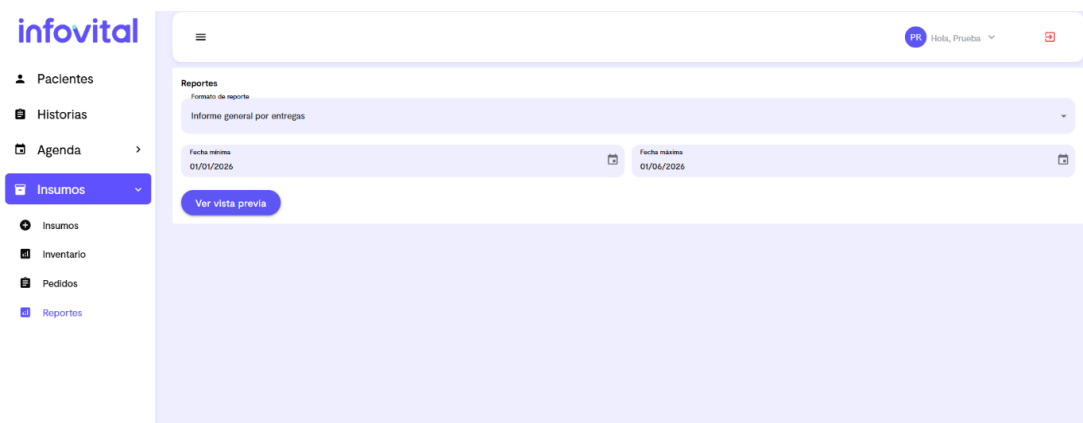 infovital
Pacientes
Historias
Agenda
Insumos
Insumos
Inventario
Pedidos
Reportes
PR Hola, Prueba
Reportes
Formato de reporte
Informe general por entregas
Fecha mínima
01/01/2026
Fecha máxima
01/06/2026
Ver vista previa